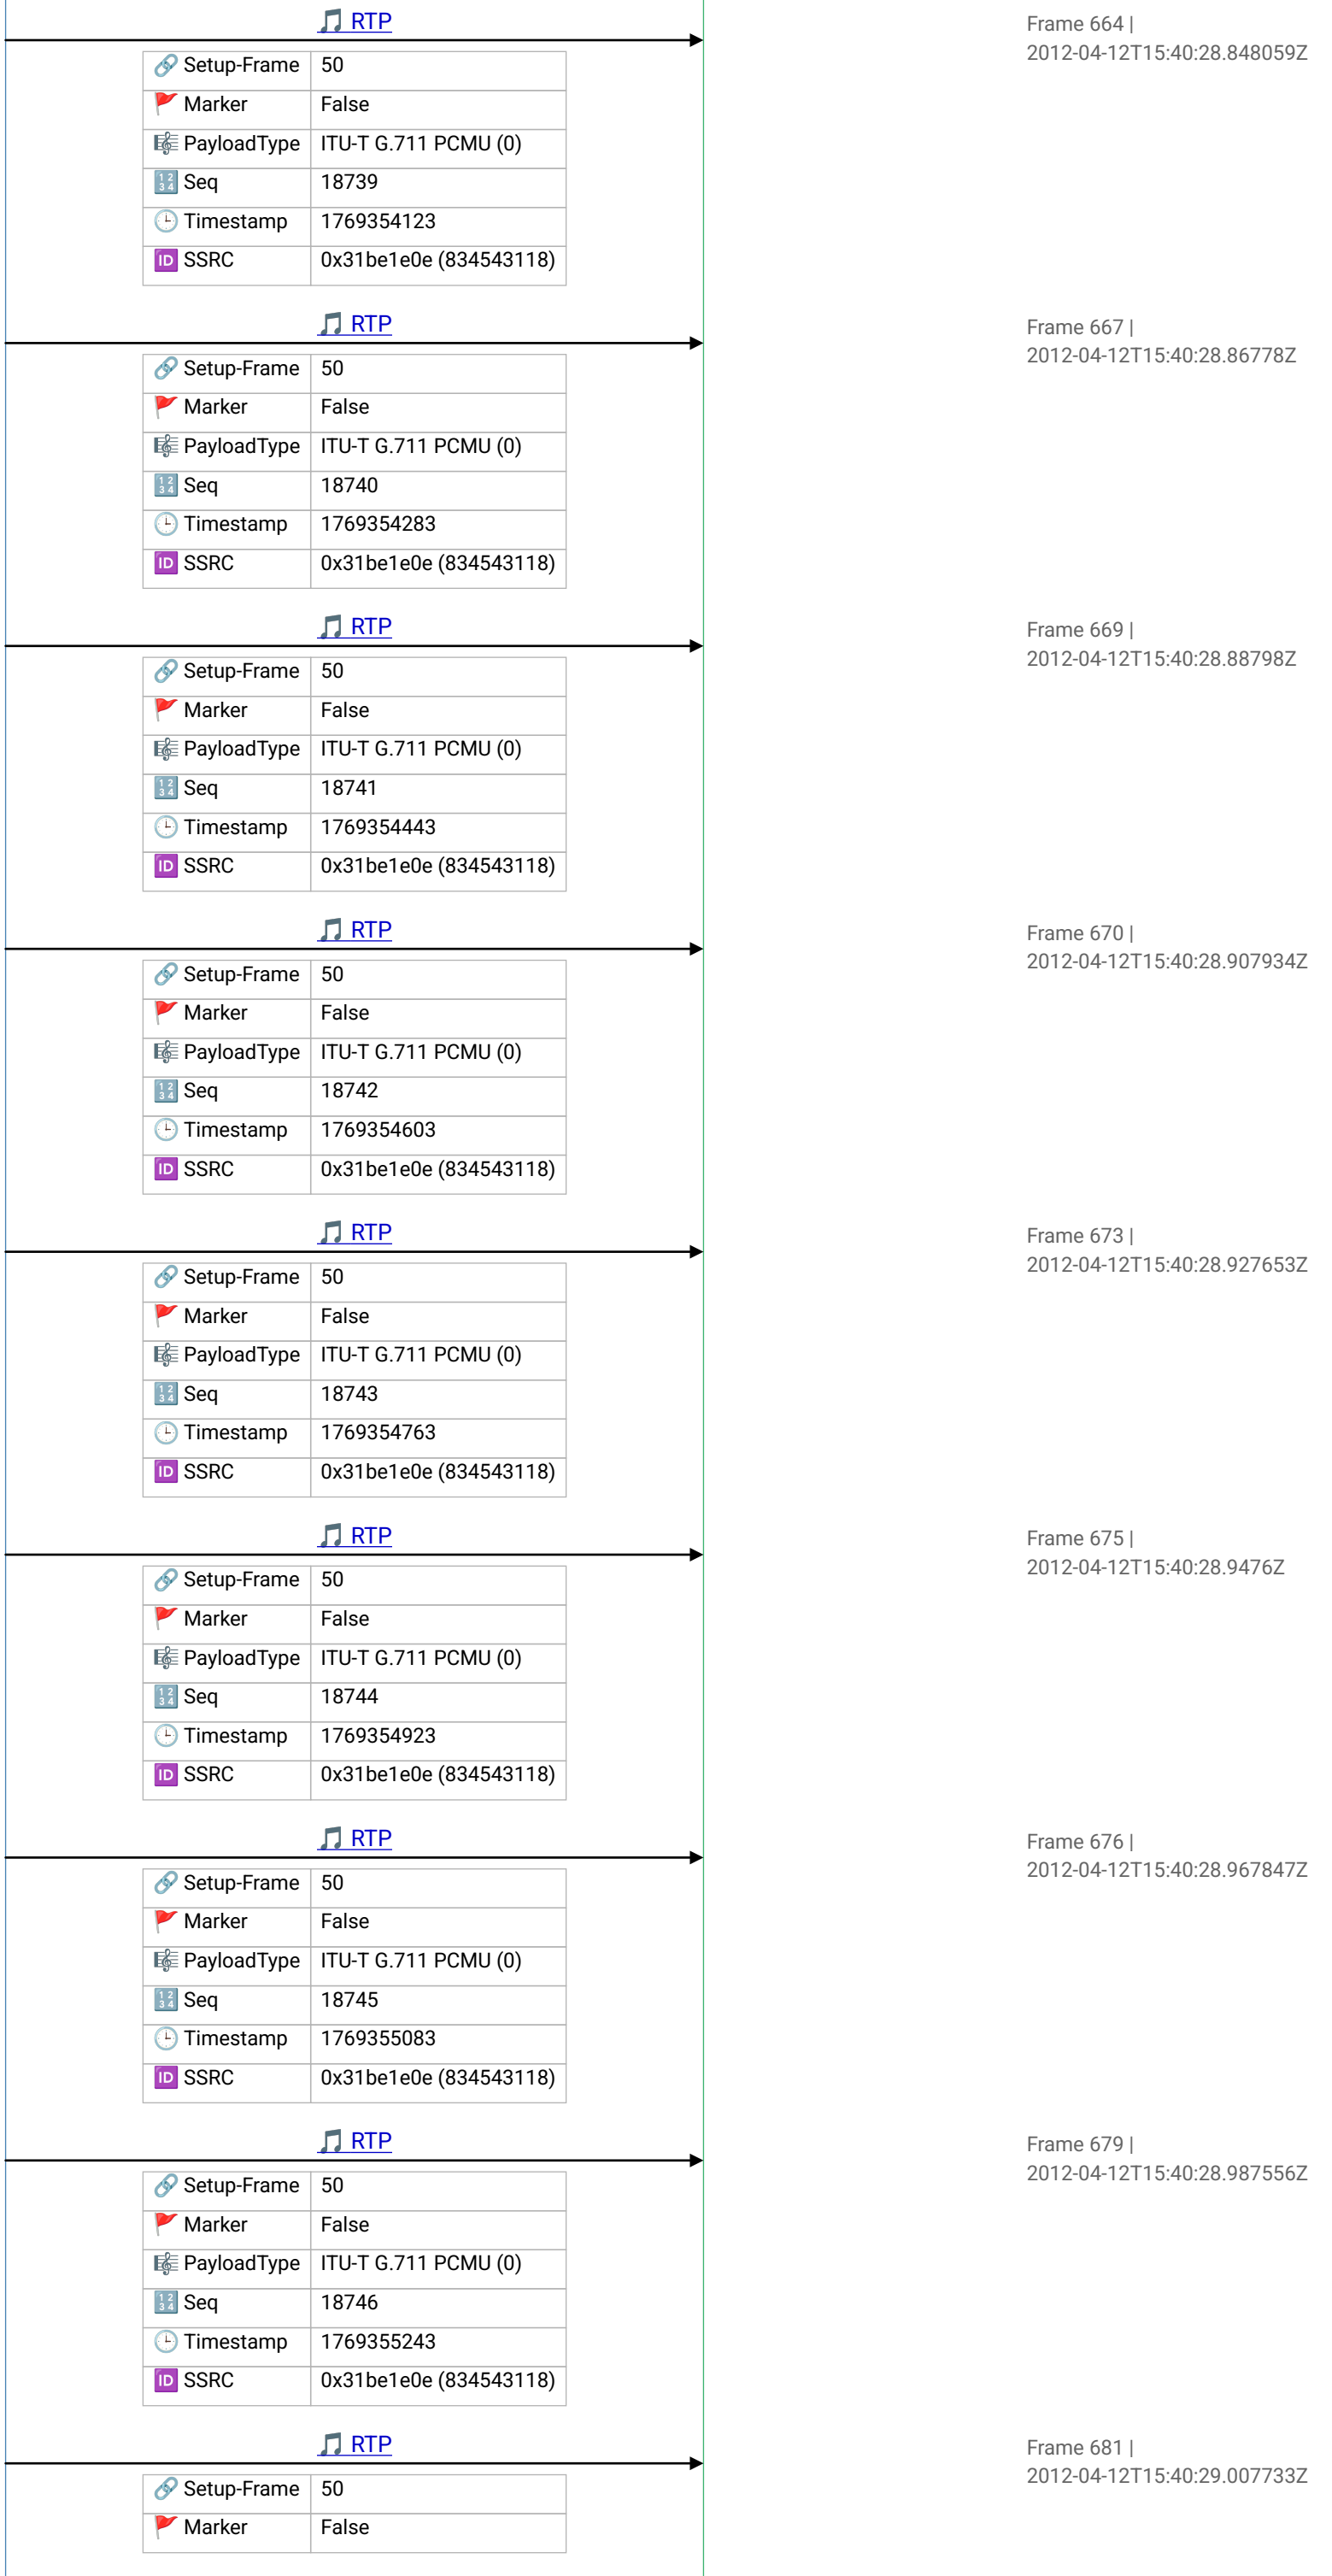 RTP
Frame 664 |
2012-04-12T15:40:28.848059Z
Setup-Frame 50
Marker False
PayloadType ITU-T G.711 PCMU (0)
Seq 18739
Timestamp 1769354123
SSRC 0x31be1e0e (834543118)
RTP
Frame 667 |
2012-04-12T15:40:28.86778Z
Setup-Frame 50
Marker False
PayloadType ITU-T G.711 PCMU (0)
Seq 18740
Timestamp 1769354283
SSRC 0x31be1e0e (834543118)
RTP
Frame 669 |
2012-04-12T15:40:28.88798Z
Setup-Frame 50
Marker False
PayloadType ITU-T G.711 PCMU (0)
Seq 18741
Timestamp 1769354443
SSRC 0x31be1e0e (834543118)
RTP
Frame 670 |
2012-04-12T15:40:28.907934Z
Setup-Frame 50
Marker False
PayloadType ITU-T G.711 PCMU (0)
Seq 18742
Timestamp 1769354603
SSRC 0x31be1e0e (834543118)
RTP
Frame 673 |
2012-04-12T15:40:28.927653Z
Setup-Frame 50
Marker False
PayloadType ITU-T G.711 PCMU (0)
Seq 18743
Timestamp 1769354763
SSRC 0x31be1e0e (834543118)
RTP
Frame 675 |
2012-04-12T15:40:28.9476Z
Setup-Frame 50
Marker False
PayloadType ITU-T G.711 PCMU (0)
Seq 18744
Timestamp 1769354923
SSRC 0x31be1e0e (834543118)
RTP
Frame 676 |
2012-04-12T15:40:28.967847Z
Setup-Frame 50
Marker False
PayloadType ITU-T G.711 PCMU (0)
Seq 18745
Timestamp 1769355083
SSRC 0x31be1e0e (834543118)
RTP
Frame 679 |
2012-04-12T15:40:28.987556Z
Setup-Frame 50
Marker False
PayloadType ITU-T G.711 PCMU (0)
Seq 18746
Timestamp 1769355243
SSRC 0x31be1e0e (834543118)
RTP
Frame 681 |
2012-04-12T15:40:29.007733Z
Setup-Frame 50
Marker False